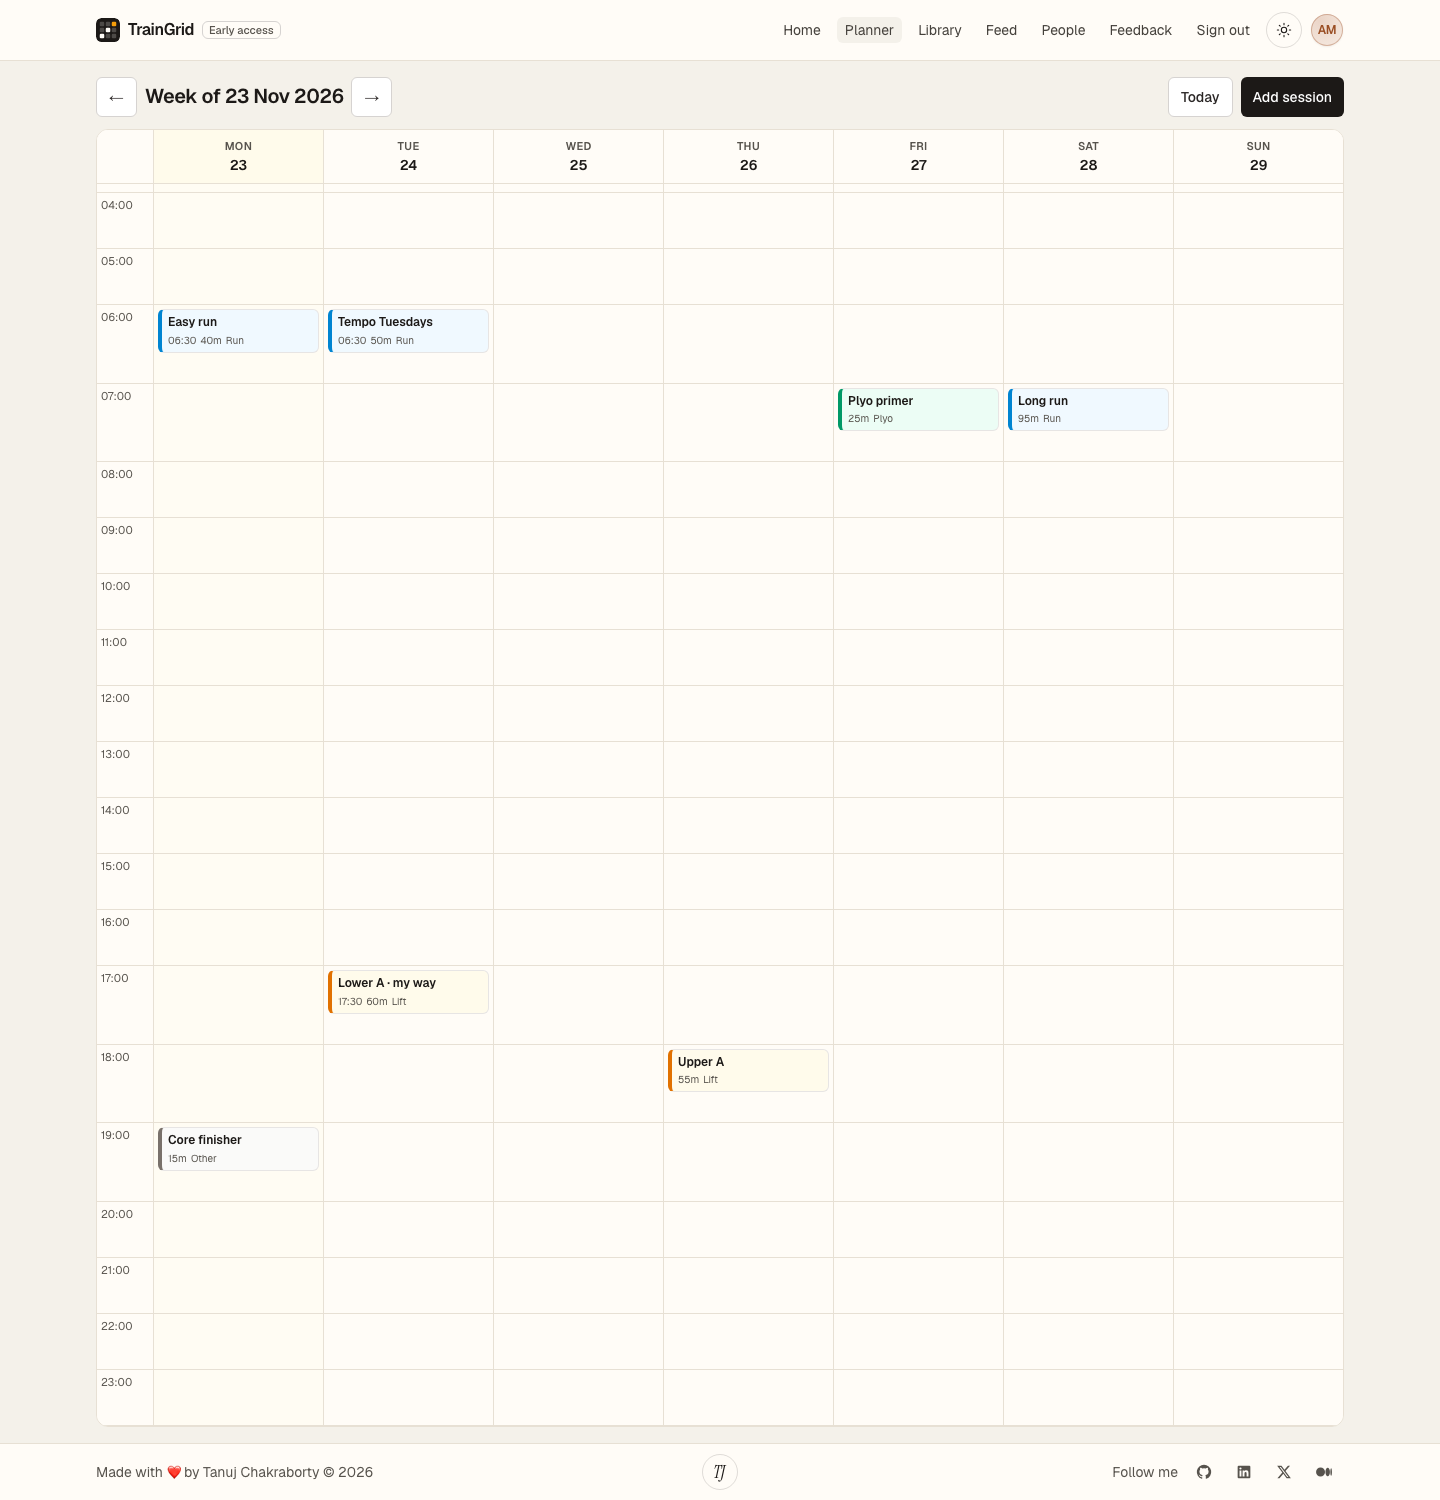 TrainGrid Early access Home Planner Library Feed People Feedback Sign out AM
← Week of 23 Nov 2026 → Today Add session
MON TUE WED THU FRI SAT SUN
23 24 25 26 27 28 29
04:00
05:00
06:00
Easy run
06:30 40m Run
Tempo Tuesdays
06:30 50m Run
07:00
Plyo primer
25m Plyo
Long run
95m Run
08:00
09:00
10:00
11:00
12:00
13:00
14:00
15:00
16:00
17:00
Lower A · my way
17:30 60m Lift
18:00
Upper A
55m Lift
19:00
Core finisher
15m Other
20:00
21:00
22:00
23:00
Made with ❤️ by Tanuj Chakraborty © 2026 TJ Follow me